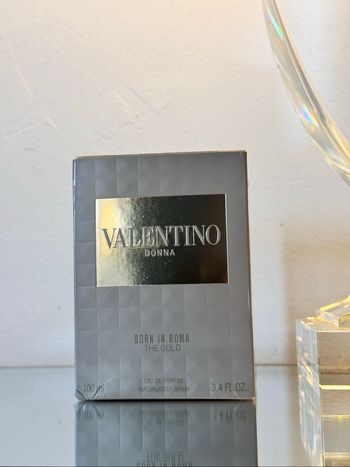 VALENTINO
DONNA
BORN IN ROMA
THE GOLD
EAU DE PARFUM
VAPORISATEUR SPRAY
100 ml 3.4 FL.OZ.